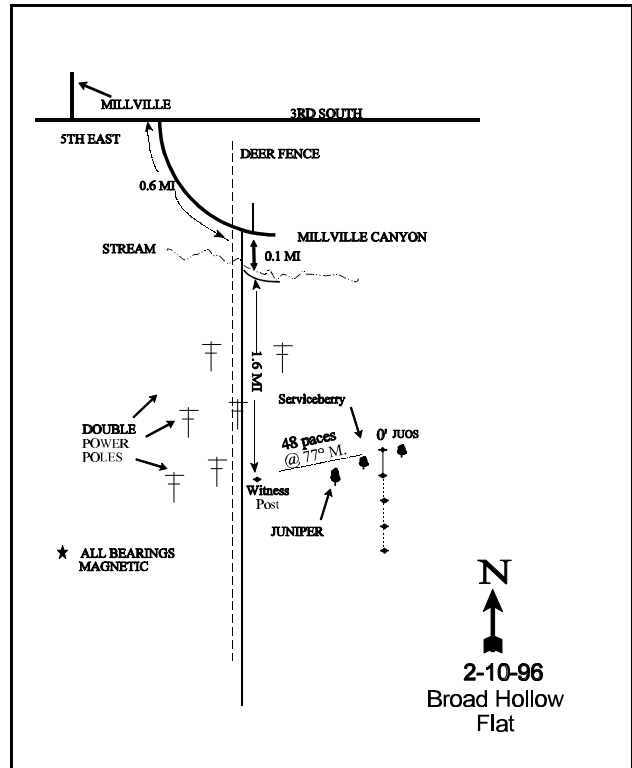 MILLVILLE
3RD SOUTH
5TH EAST
DEER FENCE
0.6 MI
MILLVILLE CANYON
STREAM
0.1 MI
1.6 MI
Serviceberry
DOUBLE
POWER
POLES
48 paces
@ 77° M.
0' JUOS
Witness
Post
JUNIPER
ALL BEARINGS
MAGNETIC
N
2-10-96
Broad Hollow
Flat